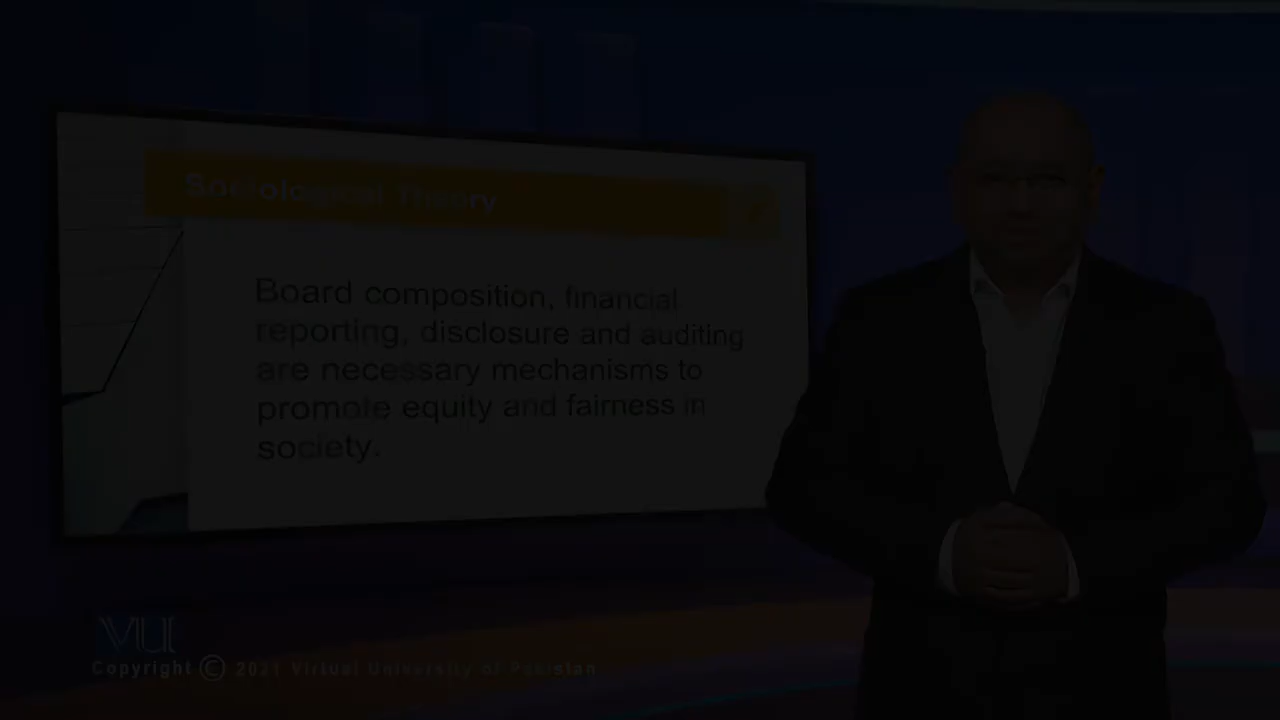 Sociological Theory
Board composition, financial
reporting, disclosure and auditing
are necessary mechanisms to
promote equity and fairness in
society.
VU
Copyright © 2021 Virtual University of Pakistan